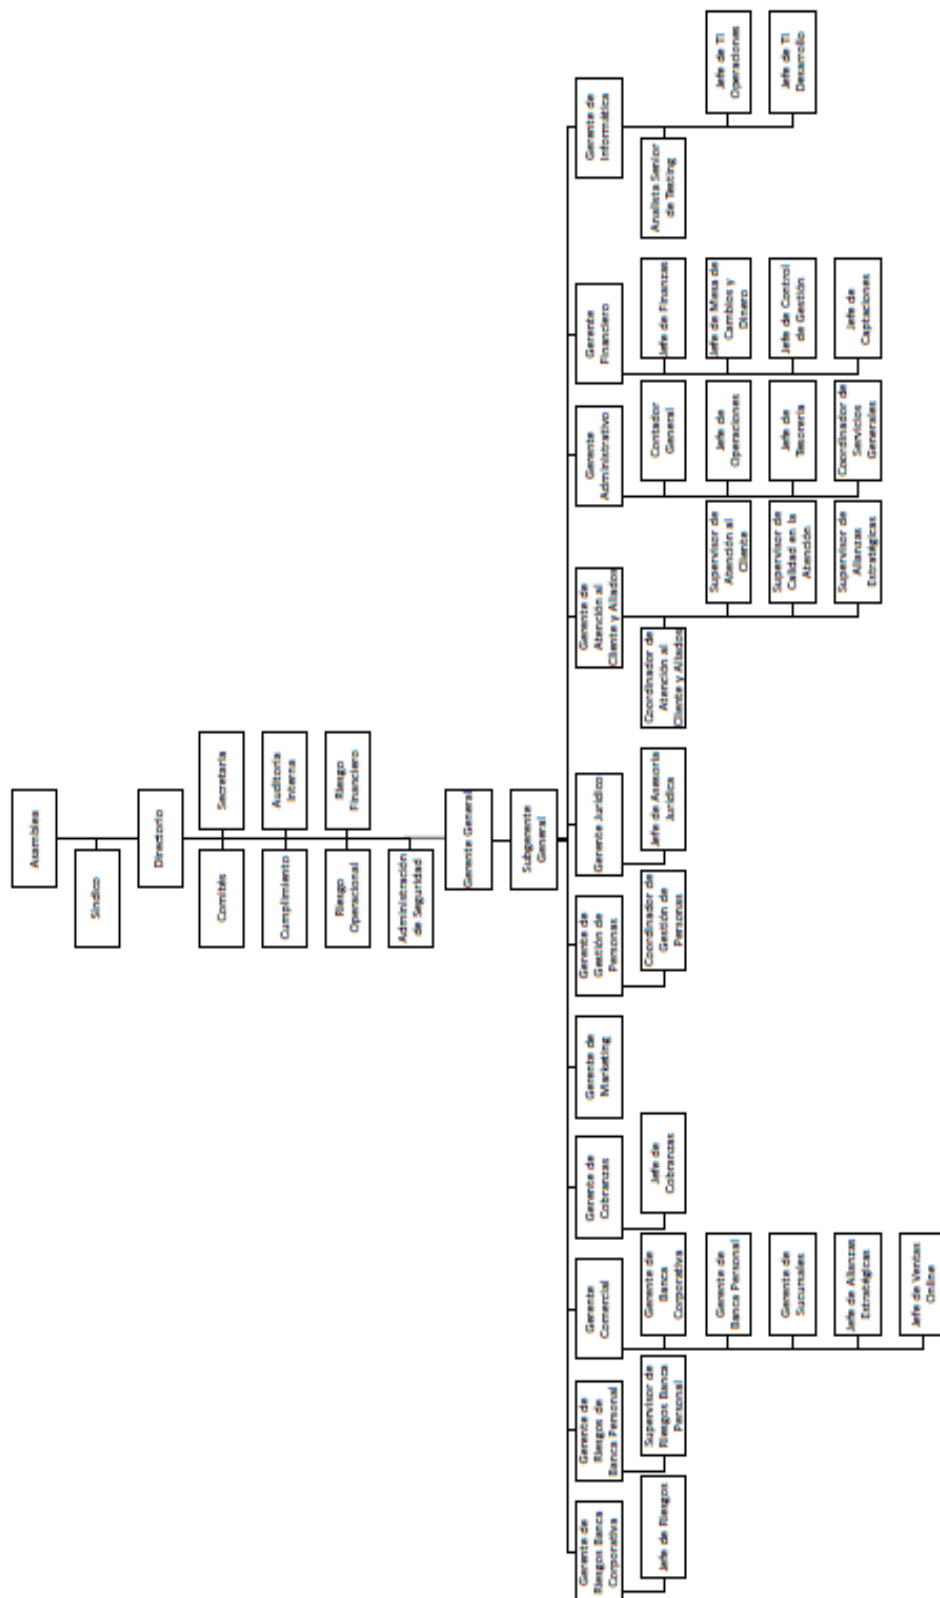 Asamblea
Síndico
Directorio
Comités
Secretaría
Cumplimiento
Auditoría
Interna
Riesgo
Operacional
Riesgo
Financiero
Administración
de Seguridad
Gerente General
Subgerente
General
Gerente de
Riesgos Banca
Corporativa
Jefe de Riesgos
Gerente de
Riesgos de
Banca Personal
Supervisor de
Riesgos Banca
Personal
Gerente
Comercial
Gerente de
Banca
Corporativa
Gerente de
Banca Personal
Gerente de
Sucursales
Jefe de Alianzas
Estratégicas
Jefe de Ventas
Online
Gerente de
Cobranzas
Jefe de
Cobranzas
Gerente de
Marketing
Gerente de
Gestión de
Personas
Coordinador de
Gestión de
Personas
Gerente Jurídico
Jefe de Asesoría
Jurídica
Gerente de
Atención al
Cliente y Aliados
Coordinador de
Atención al
Cliente y Aliados
Supervisor de
Atención al
Cliente
Supervisor de
Calidad en la
Atención
Supervisor de
Alianzas
Estratégicas
Gerente
Administrativo
Contador
General
Jefe de
Operaciones
Jefe de
Tesorería
Coordinador de
Servicios
Generales
Gerente
Financiero
Jefe de Finanzas
Jefe de Mesa de
Cambios y
Dinero
Jefe de Control
de Gestión
Jefe de
Captaciones
Gerente de
Informática
Analista Senior
de Testing
Jefe de TI
Operaciones
Jefe de TI
Desarrollo